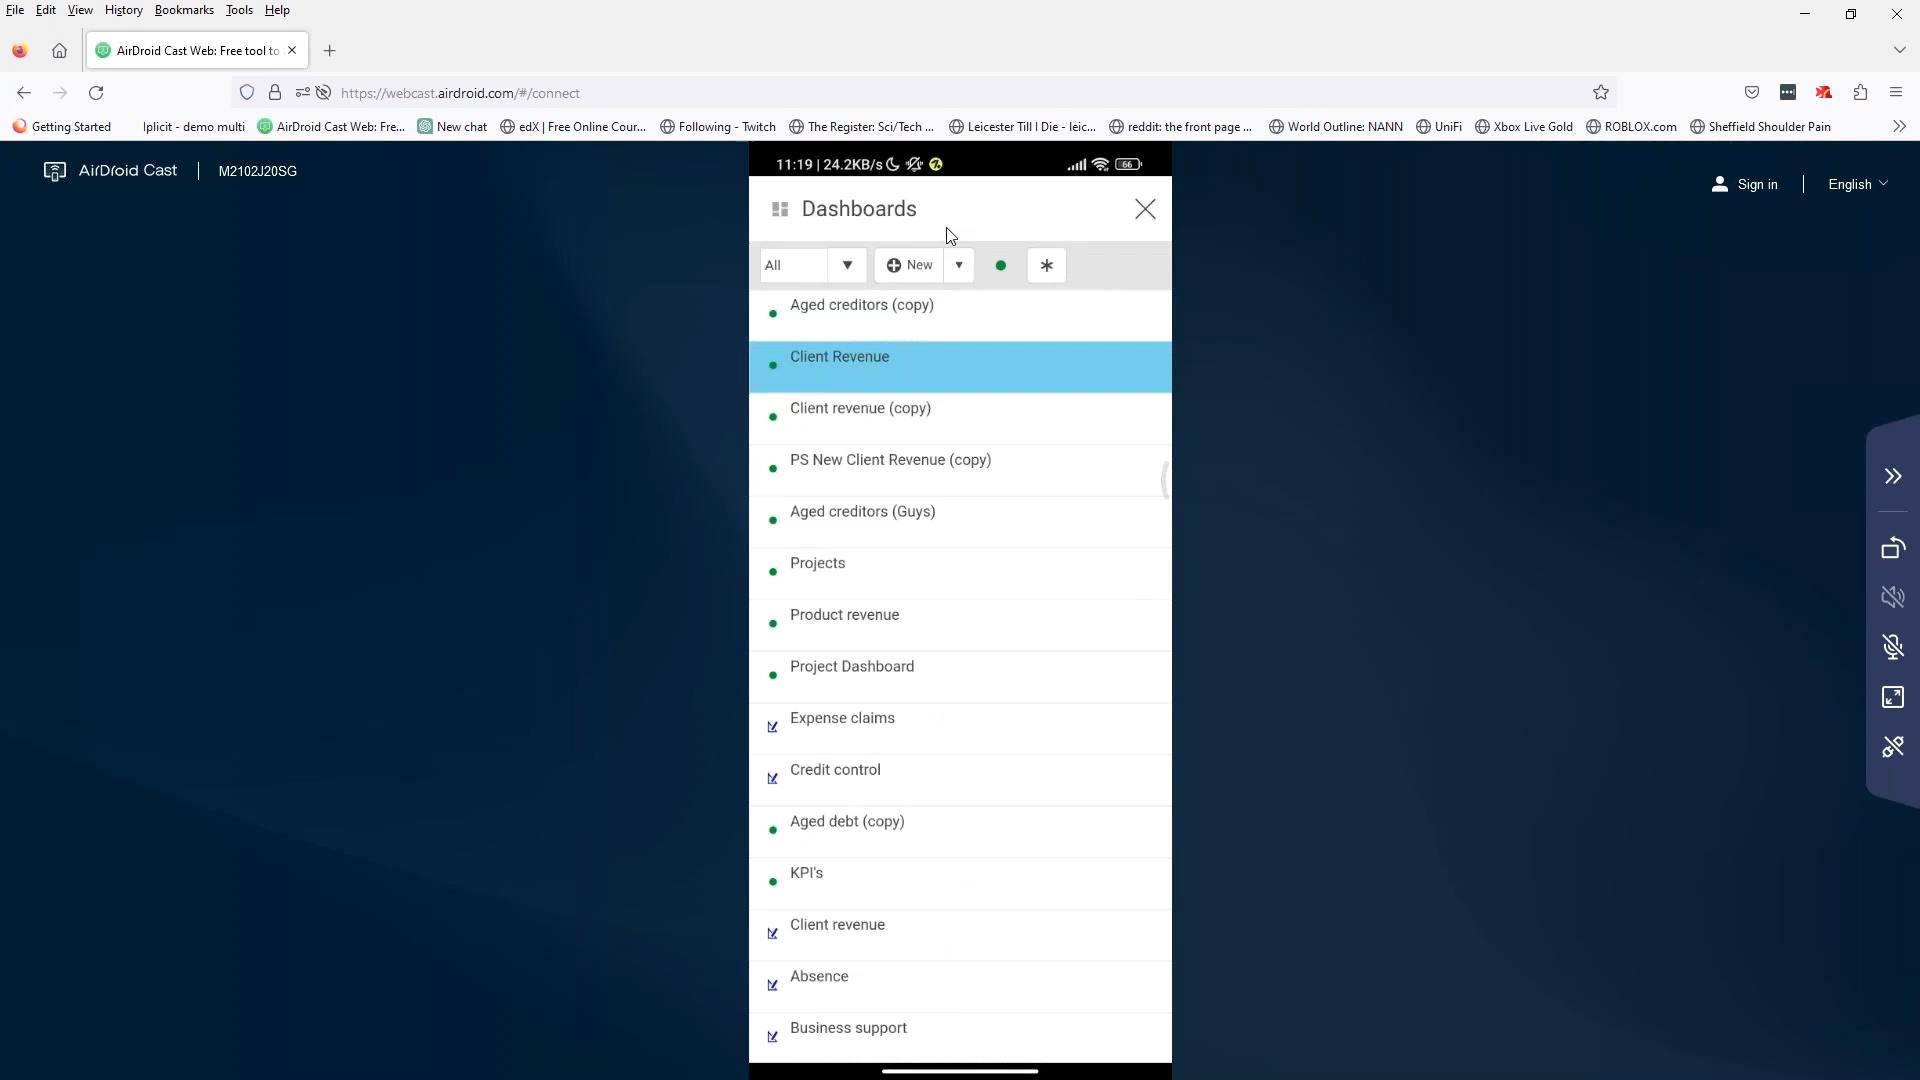 File Edit View History Bookmarks Tools Help
AirDroid Cast Web: Free tool to
https://webcast.airdroid.com/#/connect
Getting Started Iplicit - demo multi AirDroid Cast Web: Fre... New chat edX | Free Online Cour... Following - Twitch The Register: Sci/Tech ... Leicester Till I Die - leic... reddit: the front page ... World Outline: NANN UniFi Xbox Live Gold ROBLOX.com Sheffield Shoulder Pain
AirDroid Cast | M2102J20SG
Sign in | English
11:19 | 24.2KB/s 66
Dashboards
All New
Aged creditors (copy)
Client Revenue
Client revenue (copy)
PS New Client Revenue (copy)
Aged creditors (Guys)
Projects
Product revenue
Project Dashboard
Expense claims
Credit control
Aged debt (copy)
KPI's
Client revenue
Absence
Business support